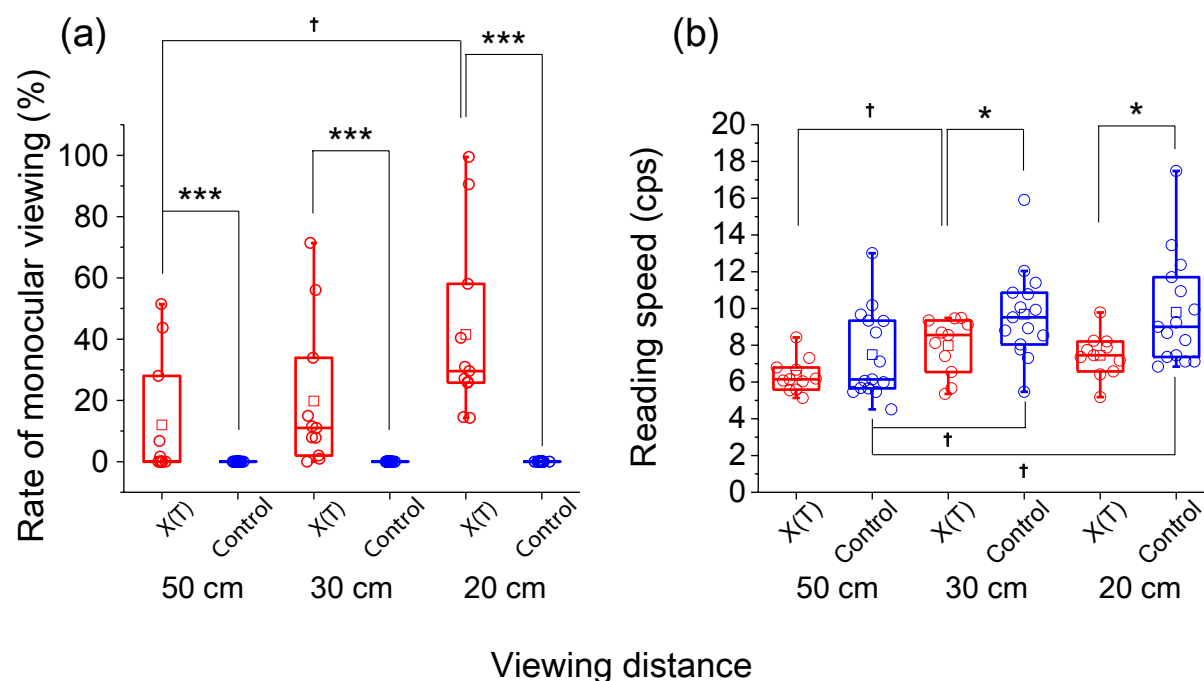 (a)
†
***
***
***
Rate of monocular viewing (%)
100
80
60
40
20
0
X(T) Control X(T) Control X(T) Control
50 cm 30 cm 20 cm
(b)
†
*
*
Reading speed (cps)
20
18
16
14
12
10
8
6
4
2
0
†
†
X(T) Control X(T) Control X(T) Control
50 cm 30 cm 20 cm
Viewing distance